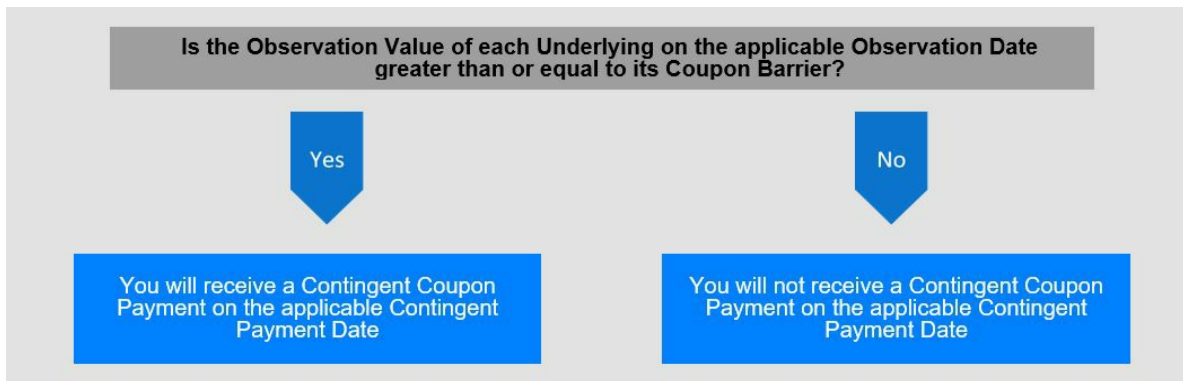 Is the Observation Value of each Underlying on the applicable Observation Date
greater than or equal to its Coupon Barrier?
Yes
No
You will receive a Contingent Coupon
Payment on the applicable Contingent
Payment Date
You will not receive a Contingent Coupon
Payment on the applicable Contingent
Payment Date